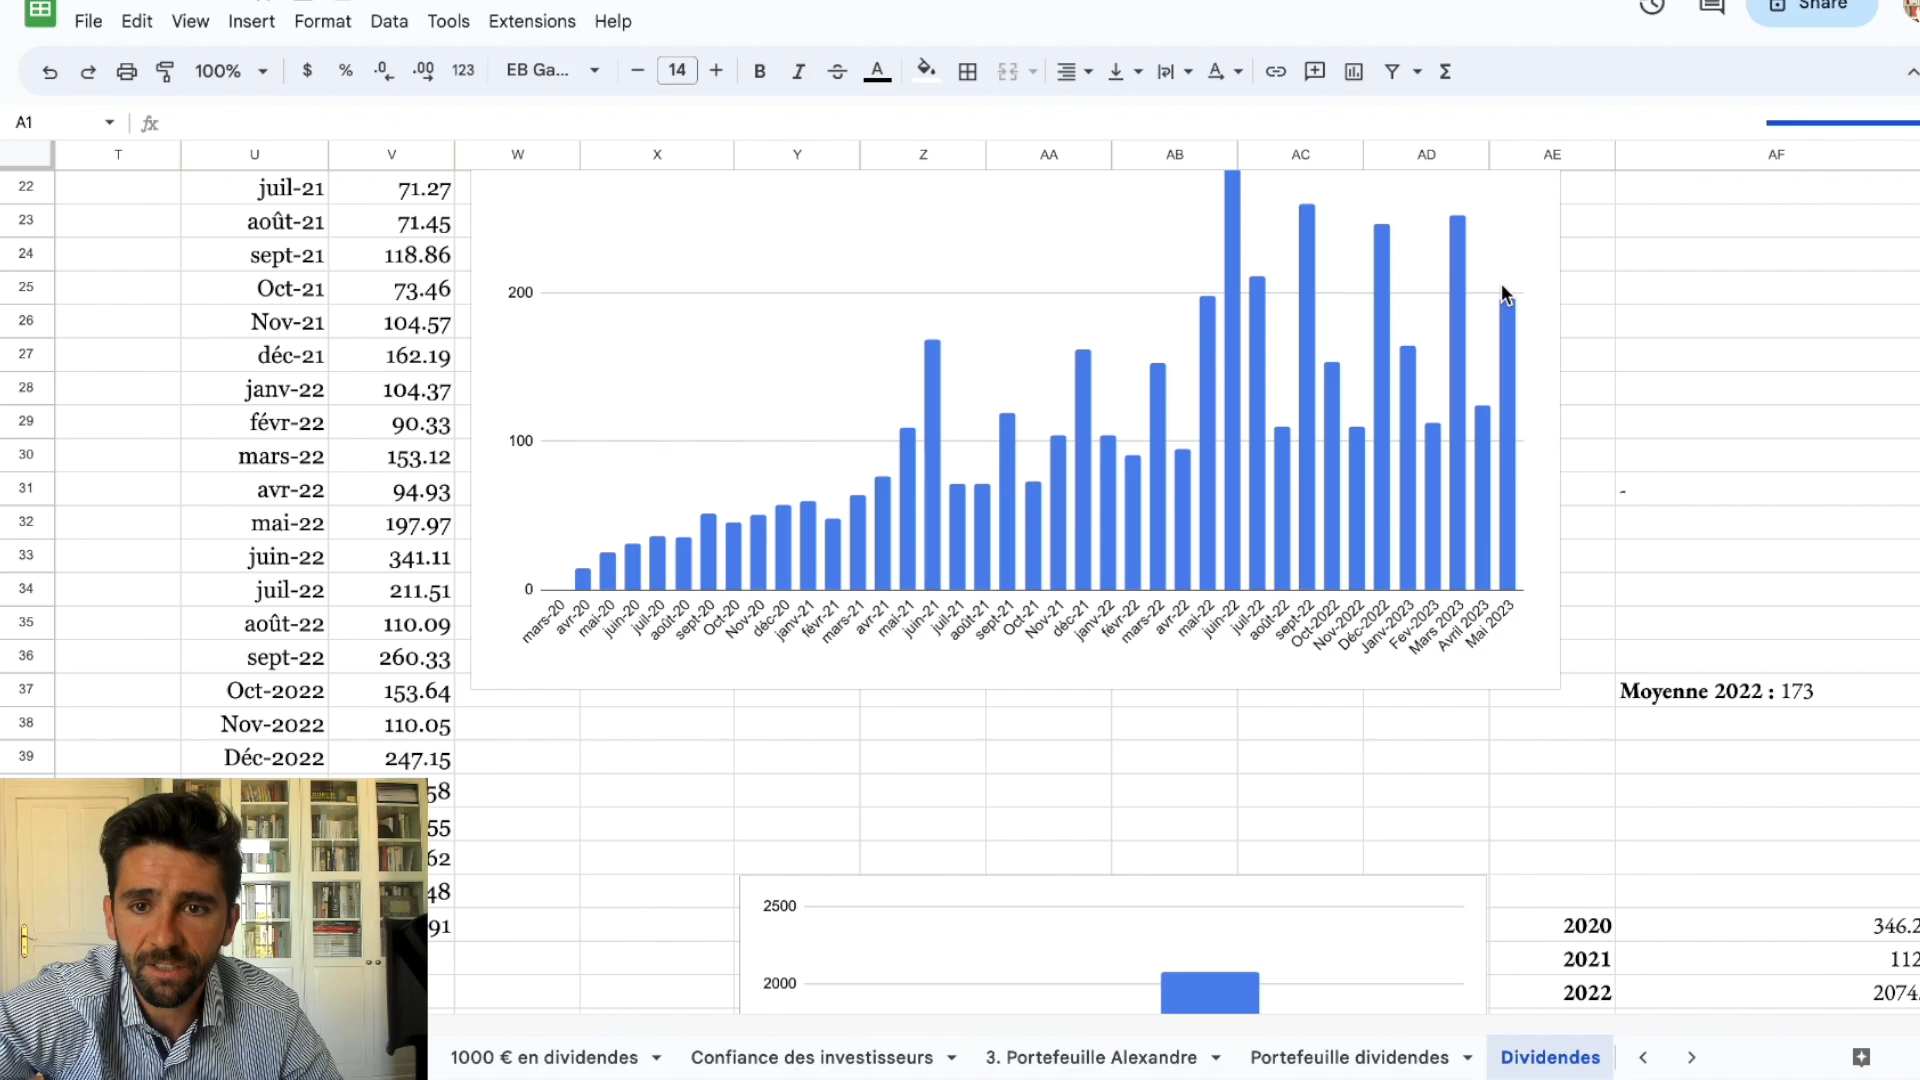 File Edit View Insert Format Data Tools Extensions Help
Share
100% $ % .0 .00 123 EB Ga... − 14 + B I S A Σ
A1 fx
T U V W X Y Z AA AB AC AD AE AF
22 juil-21 71.27
23 août-21 71.45
24 sept-21 118.86
25 Oct-21 73.46
26 Nov-21 104.57
27 déc-21 162.19
28 janv-22 104.37
29 févr-22 90.33
30 mars-22 153.12
31 avr-22 94.93
-
32 mai-22 197.97
33 juin-22 341.11
34 juil-22 211.51
35 août-22 110.09
36 sept-22 260.33
37 Oct-2022 153.64
38 Nov-2022 110.05
39 Déc-2022 247.15
58
55
62
48
91
200
100
0
mars-20 avr-20 mai-20 juin-20 juil-20 août-20 sept-20 Oct-20 Nov-20 déc-20 janv-21 févr-21 mars-21 avr-21 mai-21 juin-21 juil-21 août-21 sept-21 Oct-21 Nov-21 déc-21 janv-22 févr-22 mars-22 avr-22 mai-22 juin-22 juil-22 août-22 sept-22 Oct-2022 Nov-2022 Déc-2022 Janv-2023 Fev-2023 Mars 2023 Avril 2023 Mai 2023
Moyenne 2022 : 173
2500
2000
2020 346.2
2021 112
2022 2074.
1000 € en dividendes Confiance des investisseurs 3. Portefeuille Alexandre Portefeuille dividendes Dividendes